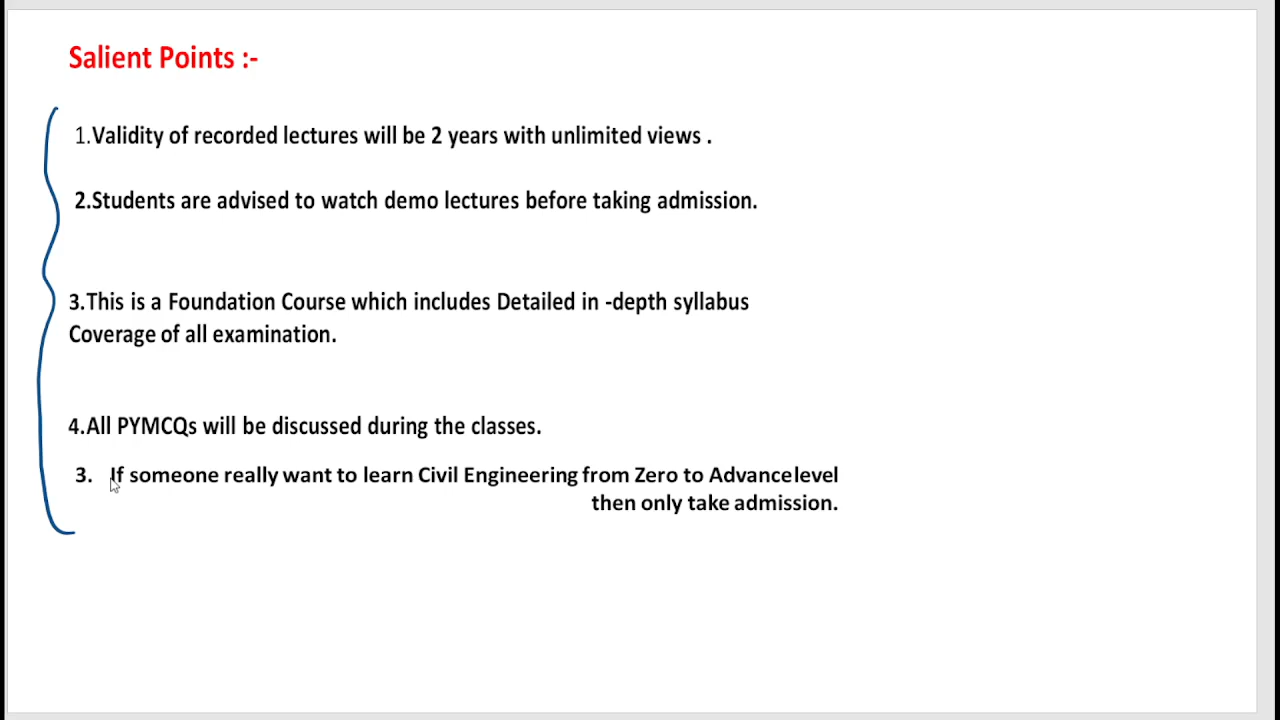 Salient Points :-
1.Validity of recorded lectures will be 2 years with unlimited views .
2.Students are advised to watch demo lectures before taking admission.
3.This is a Foundation Course which includes Detailed in -depth syllabus
Coverage of all examination.
4.All PYMCQs will be discussed during the classes.
3. If someone really want to learn Civil Engineering from Zero to Advance level
then only take admission.